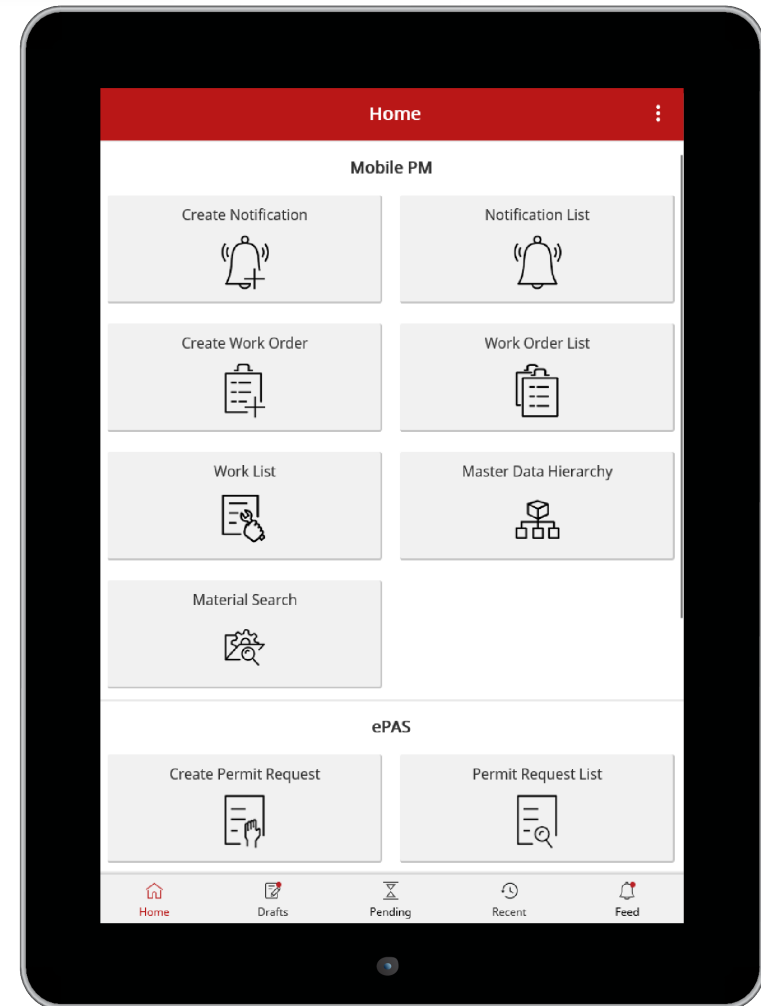 Home
Mobile PM
Create Notification
Notification List
Create Work Order
Work Order List
Work List
Master Data Hierarchy
Material Search
ePAS
Create Permit Request
Permit Request List
Home
Drafts
Pending
Recent
Feed